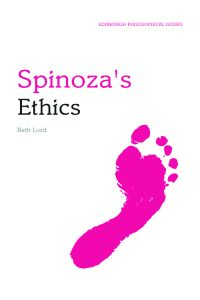 EDINBURGH PHILOSOPHICAL GUIDES
Spinoza's
Ethics
Beth Lord